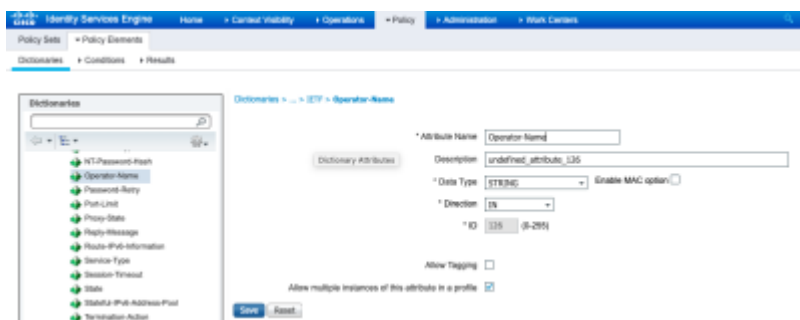 Identity Services Engine Home Context Visibility Operations Policy Administration Work Centers
Policy Sets Policy Elements
Dictionaries Conditions Results
Dictionaries
Dictionaries > ... > IETF > Operator-Name
* Attribute Name Operator-Name
NT-Password-Hash
Dictionary Attributes
Description undefined_attribute_126
Operator-Name
* Data Type STRING Enable MAC option
Password-Retry
Port-Limit
* Direction IN
Proxy-State
* ID 126 (0-255)
Reply-Message
Route-IPv6-Information
Service-Type
Allow Tagging
Session-Timeout
State
Allow multiple instances of this attribute in a profile
Stateful-IPv6-Address-Pool
Save Reset
Termination-Action